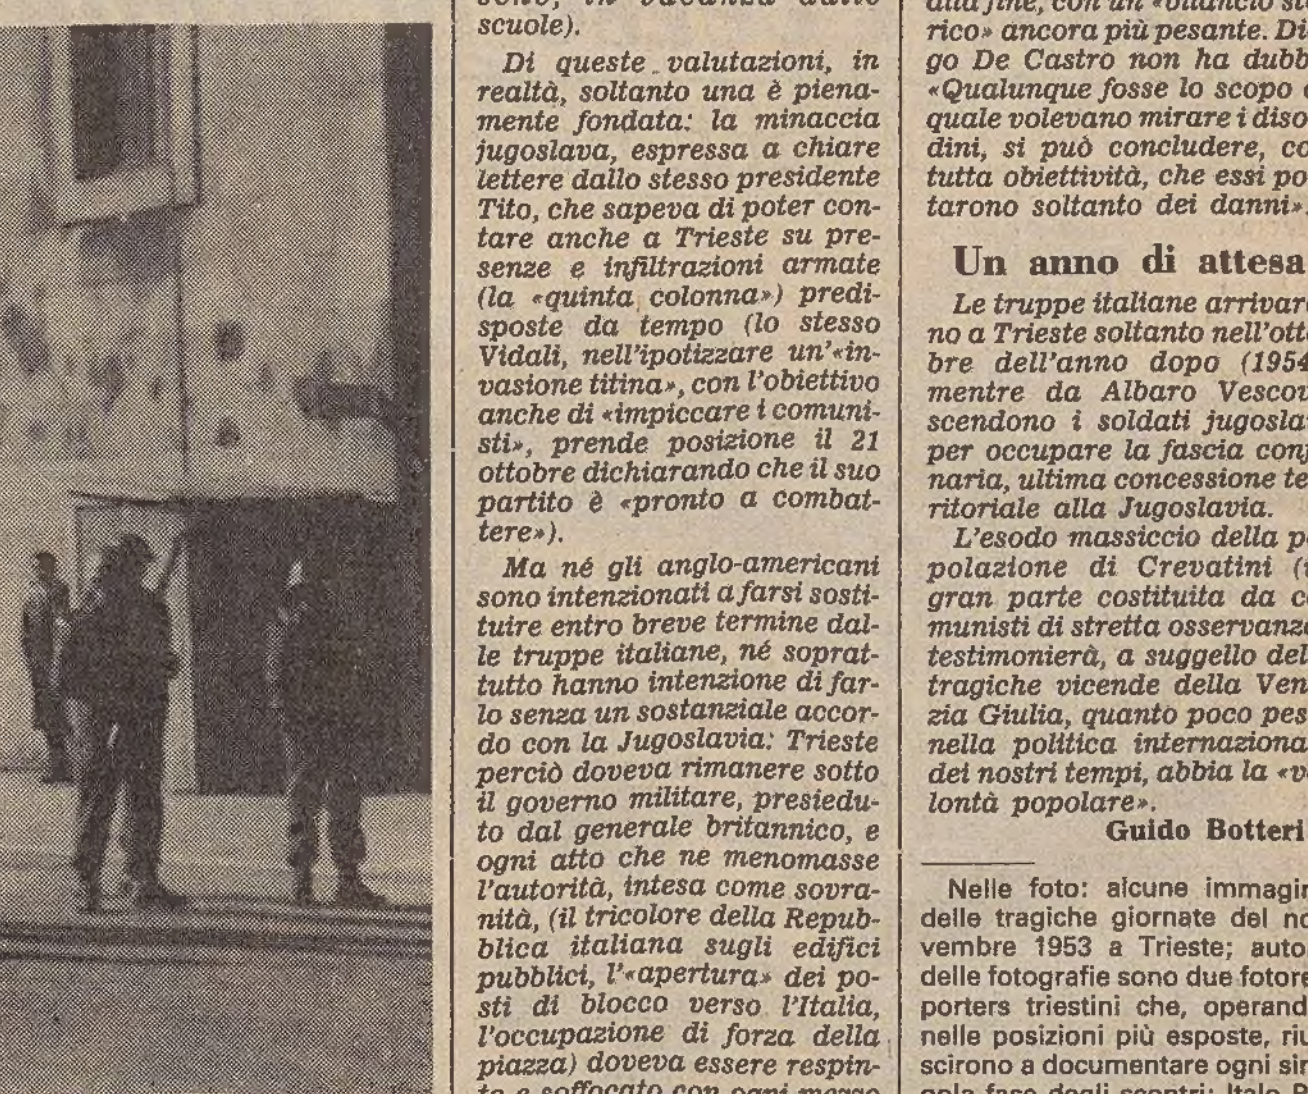 scuole).
Di queste valutazioni, in
realtà, soltanto una è piena-
mente fondata: la minaccia
jugoslava, espressa a chiare
lettere dallo stesso presidente
Tito, che sapeva di poter con-
tare anche a Trieste su pre-
senze e infiltrazioni armate
(la «quinta colonna») predi-
sposte da tempo (lo stesso
Vidali, nell'ipotizzare un'«in-
vasione titina», con l'obiettivo
anche di «impiccare i comuni-
sti», prende posizione il 21
ottobre dichiarando che il suo
partito è «pronto a combat-
tere»).
Ma né gli anglo-americani
sono intenzionati a farsi sosti-
tuire entro breve termine dal-
le truppe italiane, né soprat-
tutto hanno intenzione di far-
lo senza un sostanziale accor-
do con la Jugoslavia: Trieste
perciò doveva rimanere sotto
il governo militare, presiedu-
to dal generale britannico, e
ogni atto che ne menomasse
l'autorità, intesa come sovra-
nità, (il tricolore della Repub-
blica italiana sugli edifici
pubblici, l'«apertura» dei po-
sti di blocco verso l'Italia,
l'occupazione di forza della
piazza) doveva essere respin-
to e soffocato con ogni mezzo
alla fine, con un «bilancio sto
rico» ancora più pesante. Di
go De Castro non ha dubb
«Qualunque fosse lo scopo
quale volevano mirare i diso
dini, si può concludere, co
tutta obiettività, che essi po
tarono soltanto dei danni».
Un anno di attesa
Le truppe italiane arrivar
no a Trieste soltanto nell'otto
bre dell'anno dopo (1954
mentre da Albaro Vescov
scendono i soldati jugosla
per occupare la fascia conf
naria, ultima concessione te
ritoriale alla Jugoslavia.
L'esodo massiccio della p
polazione di Crevatini (i
gran parte costituita da co
munisti di stretta osservanza
testimonierà, a suggello del
tragiche vicende della Ven
zia Giulia, quanto poco pes
nella politica internaziona
dei nostri tempi, abbia la «v
lontà popolare».
Guido Botteri
Nelle foto: alcune immagin
delle tragiche giornate del no
vembre 1953 a Trieste; auto
delle fotografie sono due fotore
porters triestini che, operand
nelle posizioni più esposte, riu
scirono a documentare ogni sin